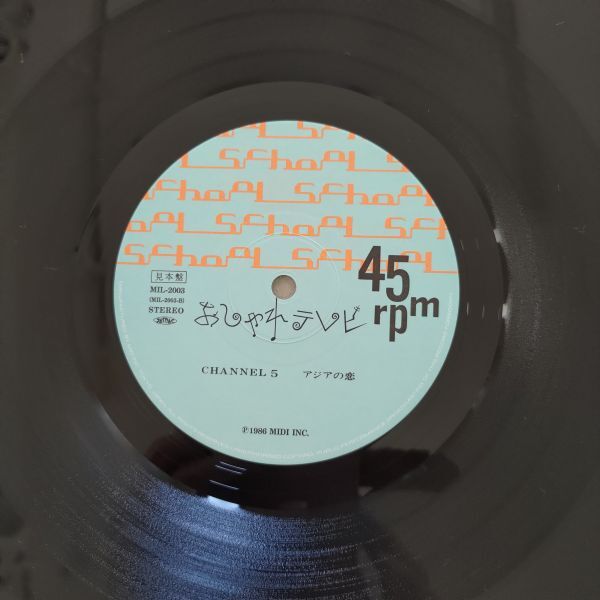 SchooL SchooL
SchooL SchooL
SchooL SchooL
SchooL SchooL
見本盤
MIL-2003
(MIL-2003-B)
STEREO
45
rpm
おしゃれテレビ
CHANNEL 5 アジアの恋
℗1986 MIDI INC.